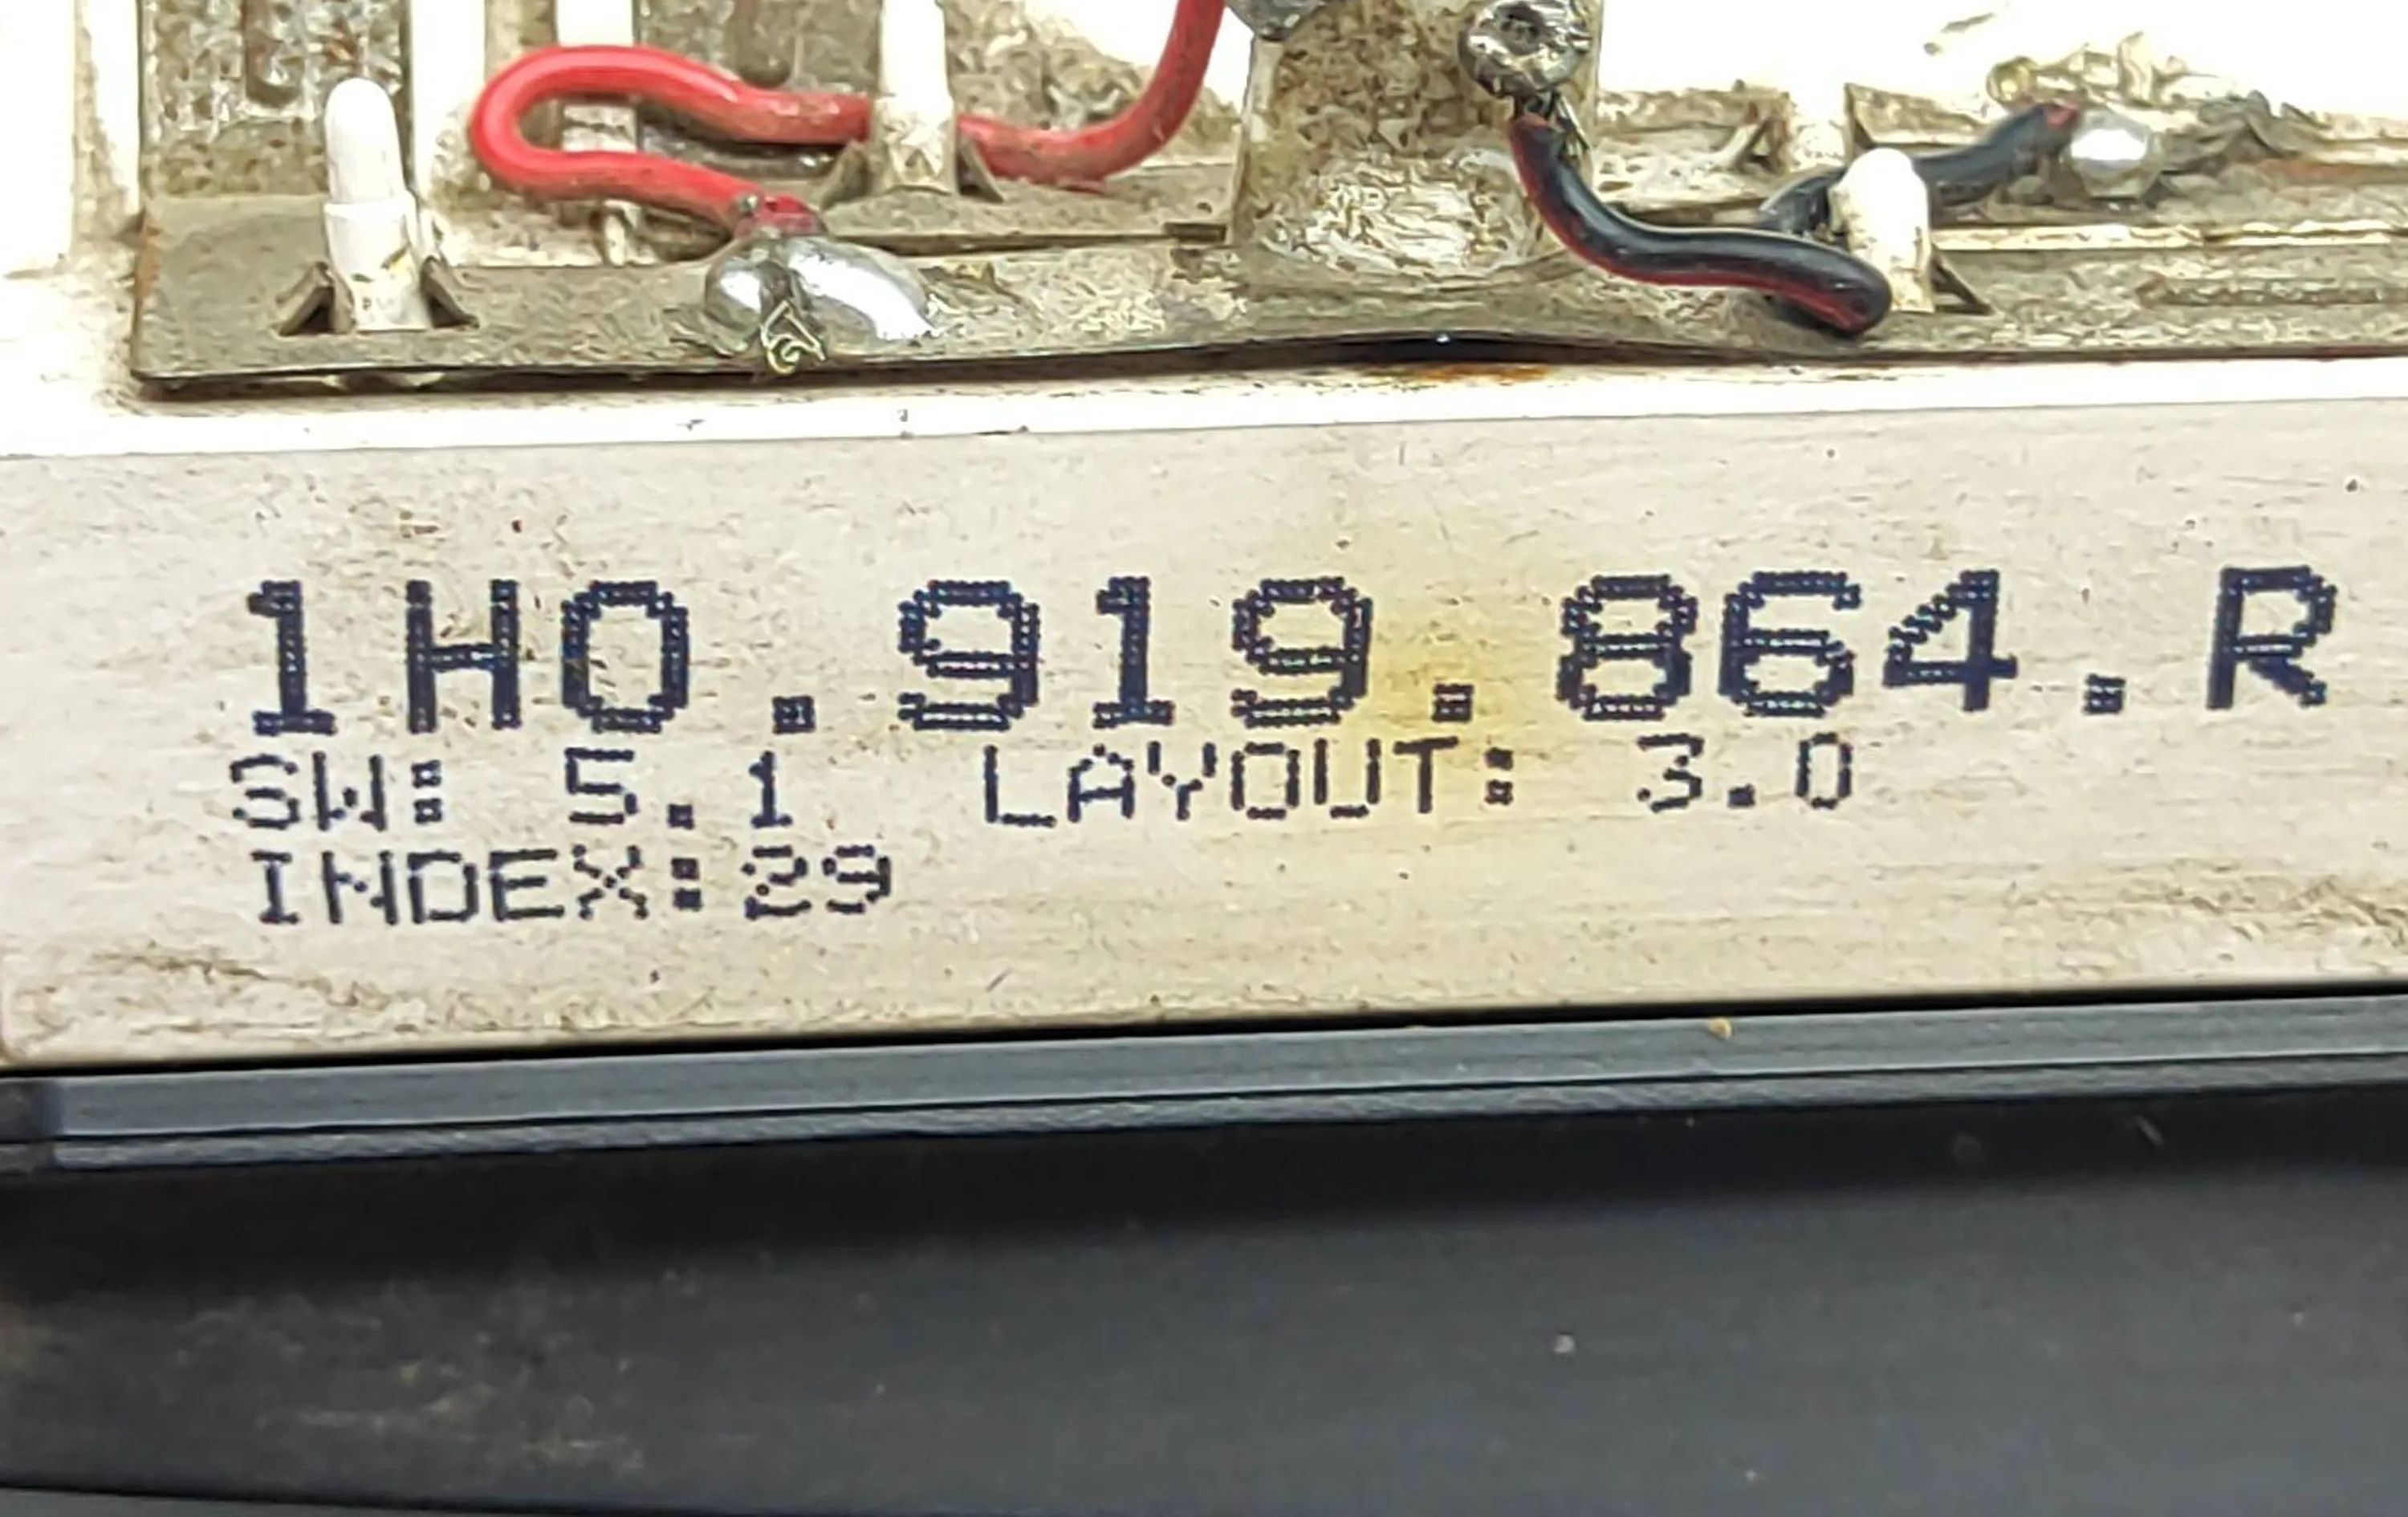 1H0.919.864.R
SW: 5.1 LAYOUT: 3.0
INDEX:29